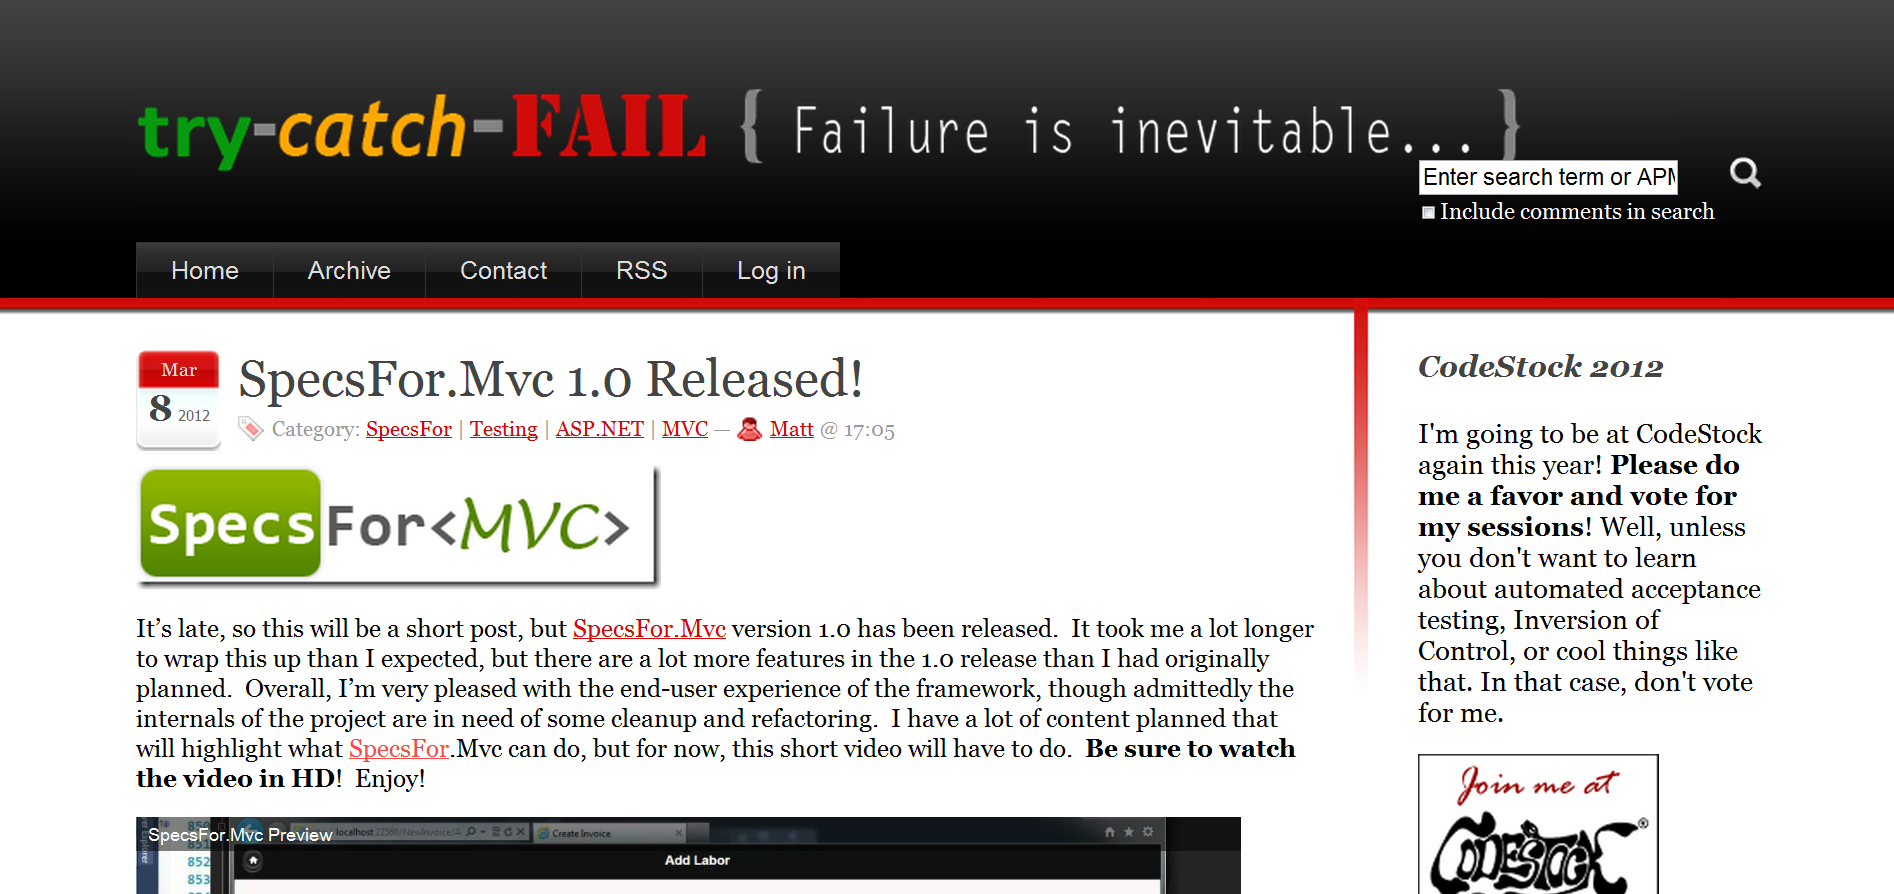 try-catch-FAIL { Failure is inevitable... }
Enter search term or APM
Include comments in search
Home Archive Contact RSS Log in
Mar
8 2012
SpecsFor.Mvc 1.0 Released!
Category: SpecsFor | Testing | ASP.NET | MVC — Matt @ 17:05
SpecsFor<MVC>
It’s late, so this will be a short post, but SpecsFor.Mvc version 1.0 has been released.  It took me a lot longer
to wrap this up than I expected, but there are a lot more features in the 1.0 release than I had originally
planned.  Overall, I’m very pleased with the end-user experience of the framework, though admittedly the
internals of the project are in need of some cleanup and refactoring.  I have a lot of content planned that
will highlight what SpecsFor.Mvc can do, but for now, this short video will have to do.  Be sure to watch
the video in HD!  Enjoy!
SpecsFor.Mvc Preview
localhost:22560/NewInvoice/A
Create Invoice
Add Labor
850
851
852
853
CodeStock 2012
I'm going to be at CodeStock
again this year! Please do
me a favor and vote for
my sessions! Well, unless
you don't want to learn
about automated acceptance
testing, Inversion of
Control, or cool things like
that. In that case, don't vote
for me.
Join me at
CODESTOCK ®